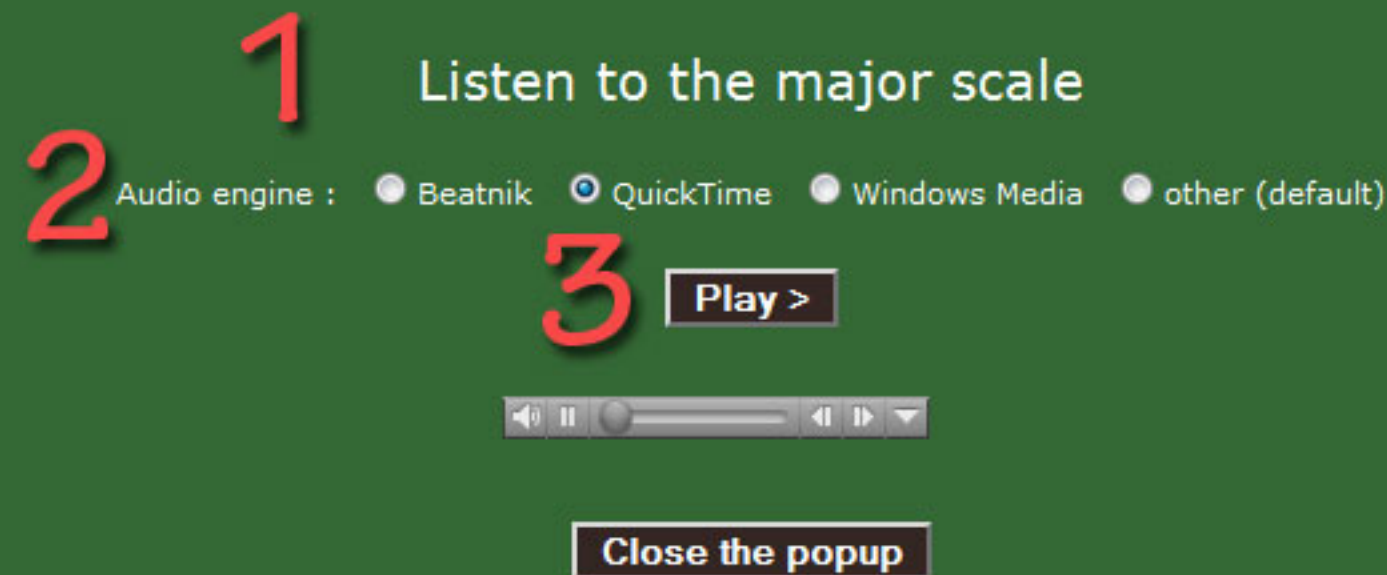 1 Listen to the major scale
2 Audio engine : Beatnik QuickTime Windows Media other (default)
3 Play >
Close the popup